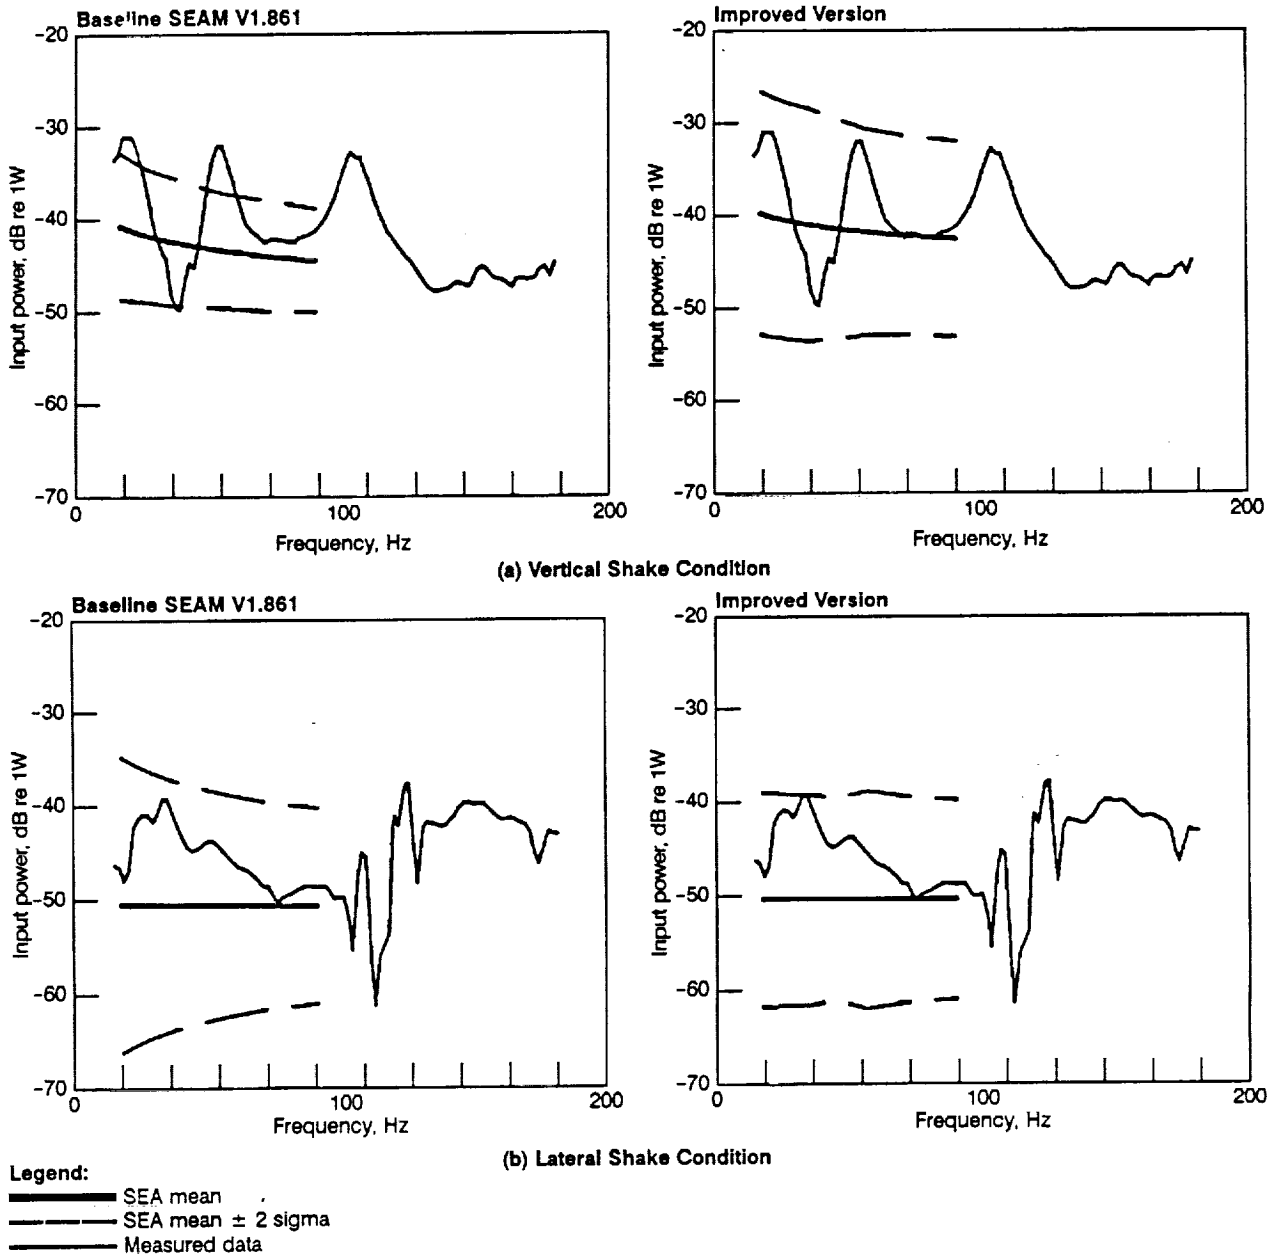 Baseline SEAM V1.861
Improved Version
-20
-30
-40
-50
-60
-70
Input power, dB re 1W
0
100
200
Frequency, Hz
-20
-30
-40
-50
-60
-70
Input power, dB re 1W
0
100
200
Frequency, Hz
(a) Vertical Shake Condition
Baseline SEAM V1.861
Improved Version
-20
-30
-40
-50
-60
-70
Input power, dB re 1W
0
100
200
Frequency, Hz
-20
-30
-40
-50
-60
-70
Input power, dB re 1W
0
100
200
Frequency, Hz
(b) Lateral Shake Condition
Legend:
SEA mean
SEA mean ± 2 sigma
Measured data